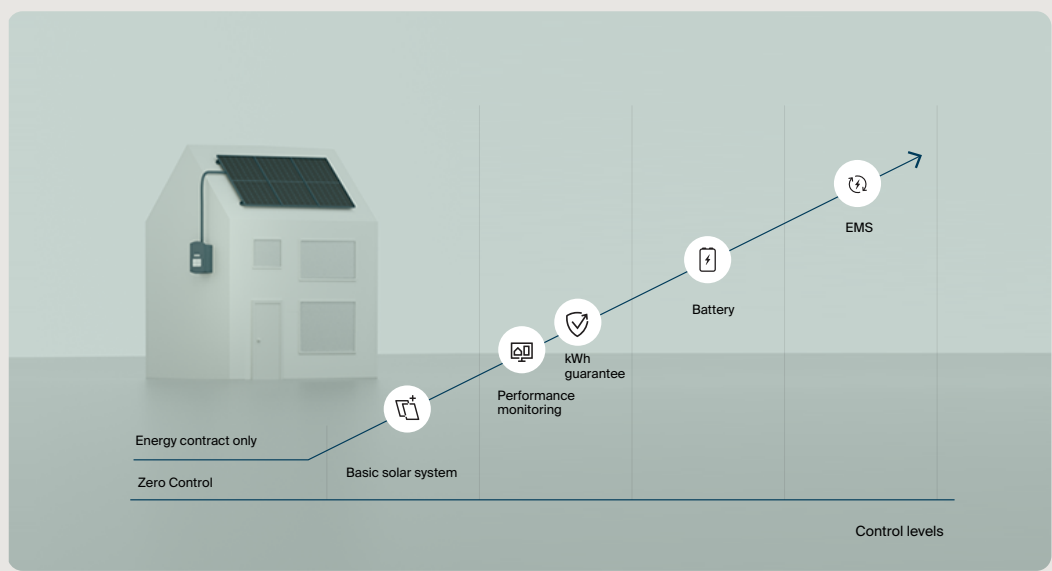 EMS
Battery
kWh
guarantee
Performance
monitoring
Energy contract only
Basic solar system
Zero Control
Control levels